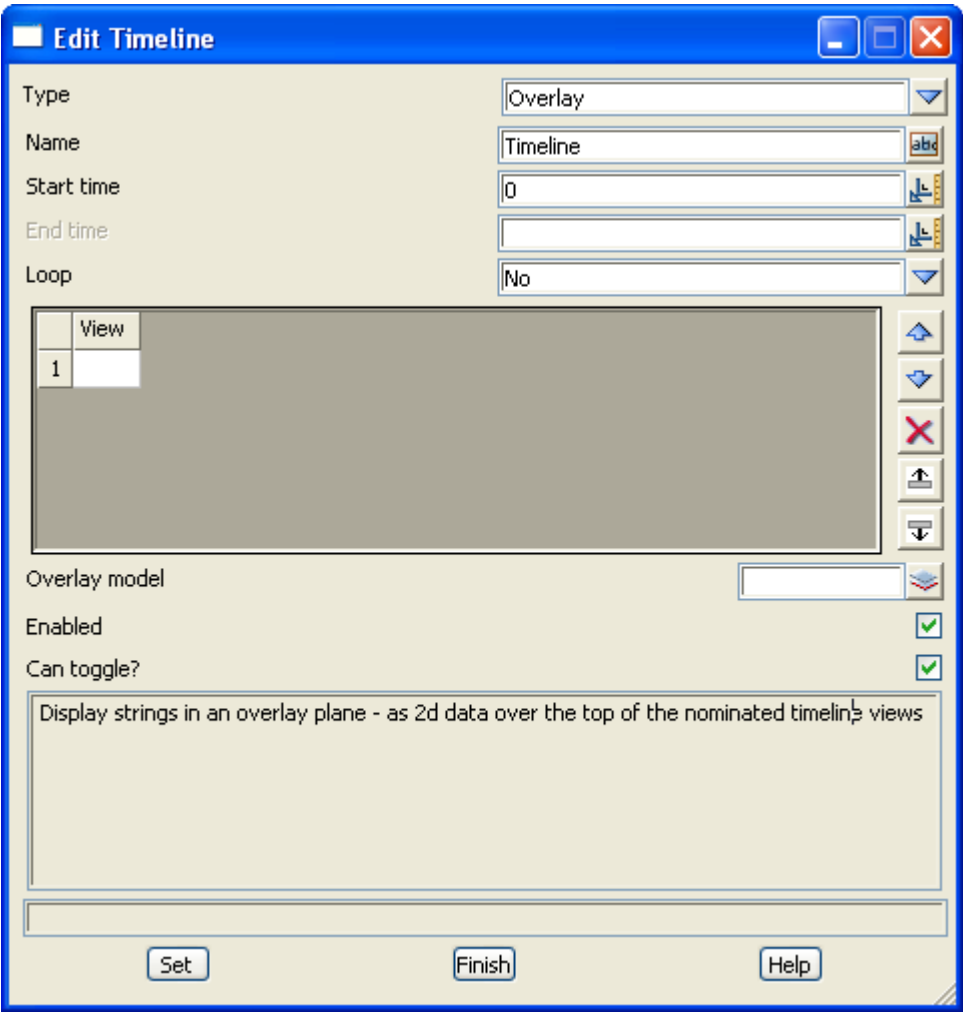 Edit Timeline
Type Overlay
Name Timeline abc
Start time 0
End time
Loop No
View
1
Overlay model
Enabled
Can toggle?
Display strings in an overlay plane - as 2d data over the top of the nominated timeline views
Set Finish Help